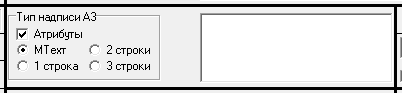 Тип надписи А3
Атрибуты
МТекст 2 строки
1 строка 3 строки